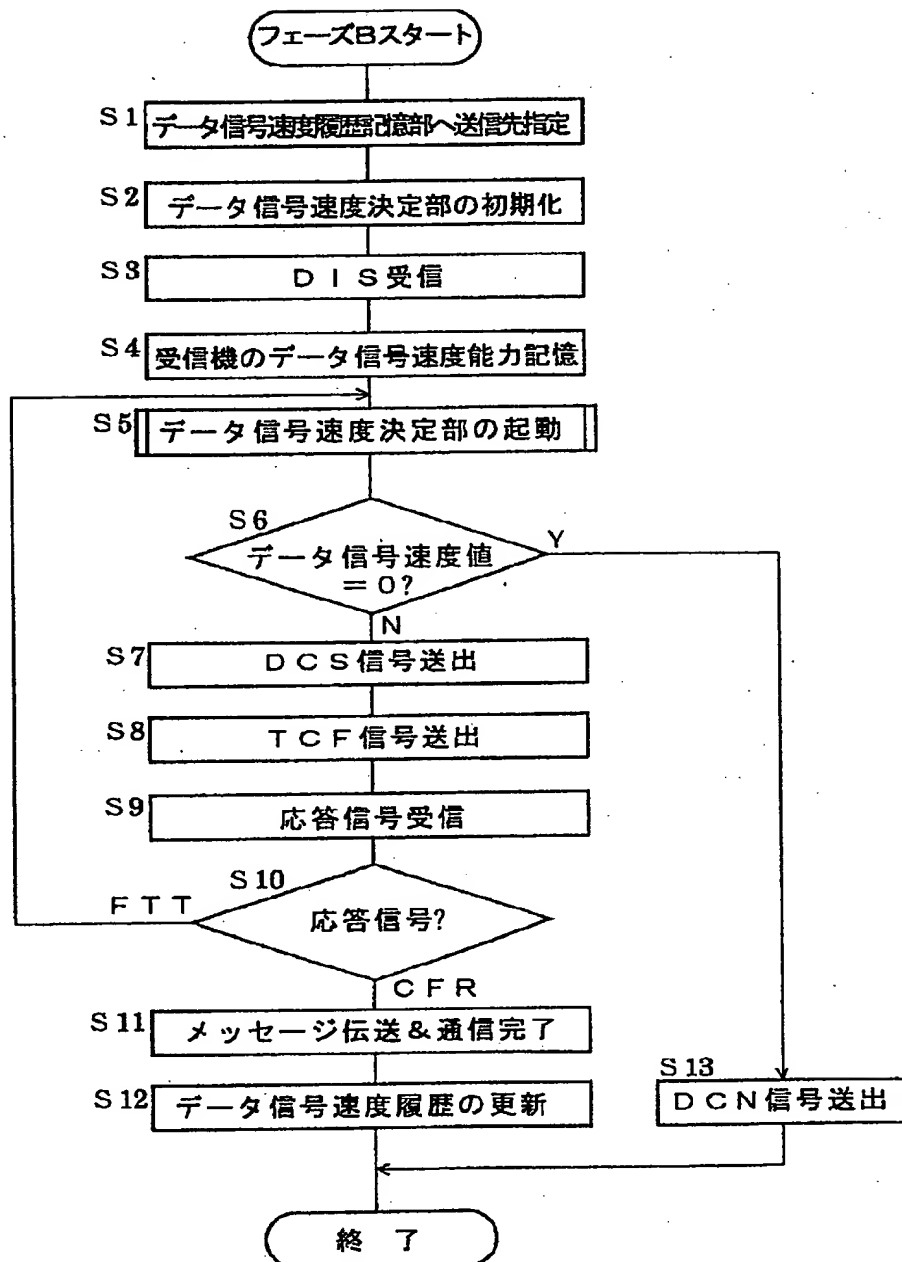 フェーズBスタート
S1 データ信号速度履歴記憶部へ送信先指定
S2 データ信号速度決定部の初期化
S3 DIS受信
S4 受信機のデータ信号速度能力記憶
S5 データ信号速度決定部の起動
S6
データ信号速度値
=0?
Y
N
S7 DCS信号送出
S8 TCF信号送出
S9 応答信号受信
S10
FTT
応答信号?
CFR
S11 メッセージ伝送&通信完了
S12 データ信号速度履歴の更新
S13
DCN信号送出
終了